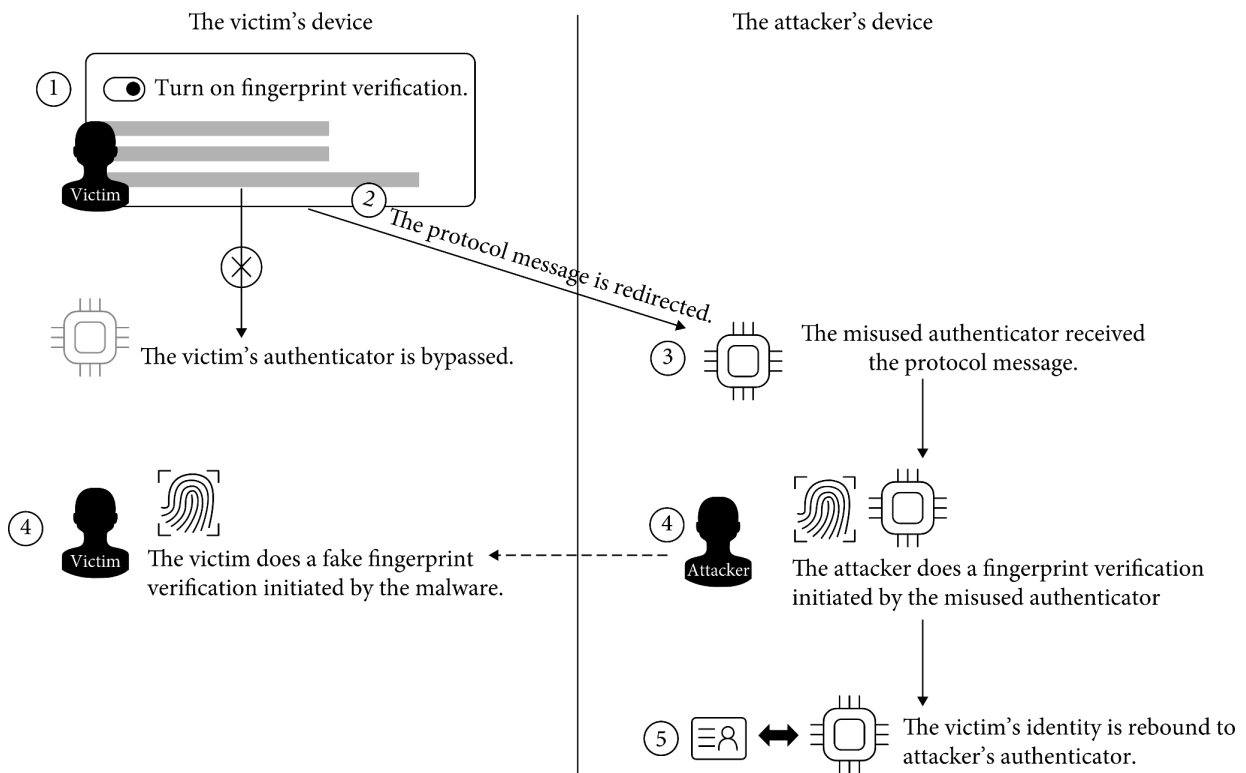 The victim's device
The attacker's device
1
Turn on fingerprint verification.
Victim
2
The protocol message is redirected.
The victim's authenticator is bypassed.
3
The misused authenticator received
the protocol message.
4
Victim
The victim does a fake fingerprint
verification initiated by the malware.
4
Attacker
The attacker does a fingerprint verification
initiated by the misused authenticator
5
The victim's identity is rebound to
attacker's authenticator.